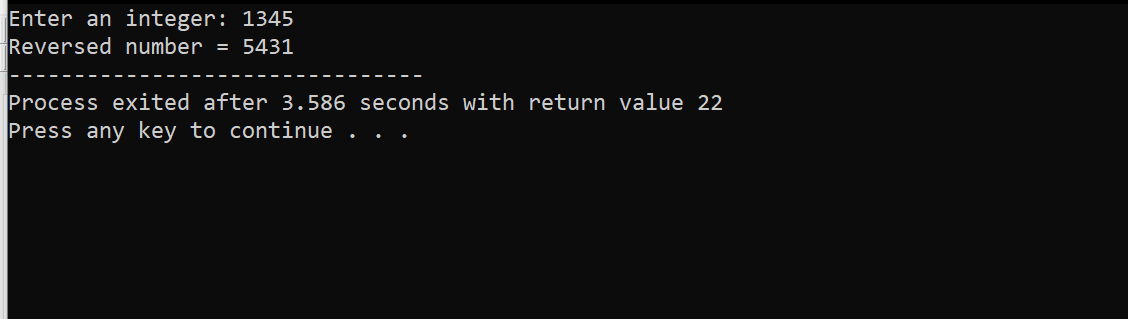 Enter an integer: 1345
Reversed number = 5431
--------------------------------
Process exited after 3.586 seconds with return value 22
Press any key to continue . . .